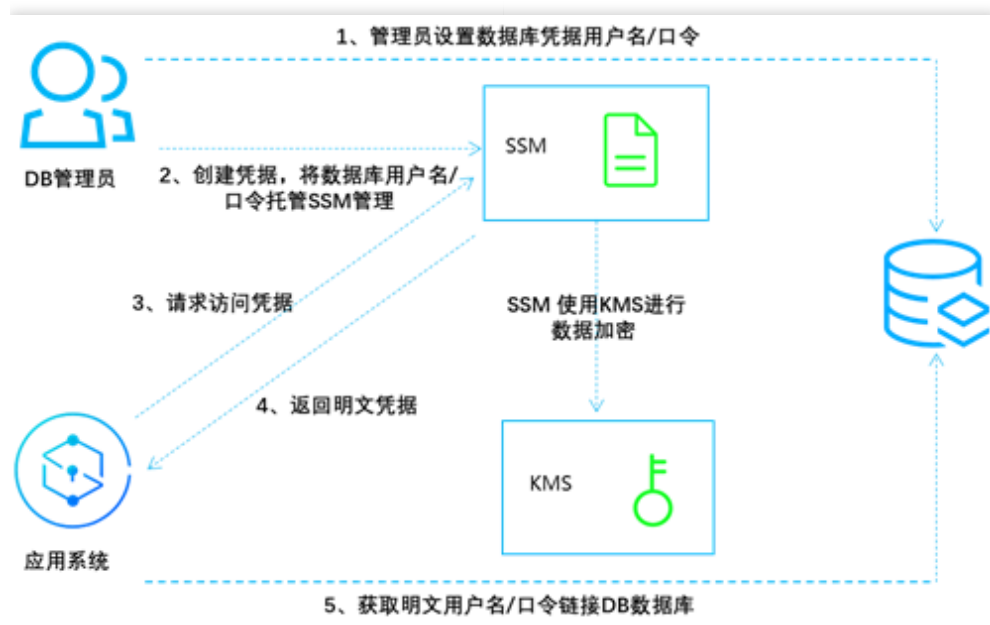 1、管理员设置数据库凭据用户名/口令
SSM
DB管理员
2、创建凭据，将数据库用户名/
口令托管SSM管理
3、请求访问凭据
SSM 使用KMS进行
数据加密
4、返回明文凭据
KMS
应用系统
5、获取明文用户名/口令链接DB数据库